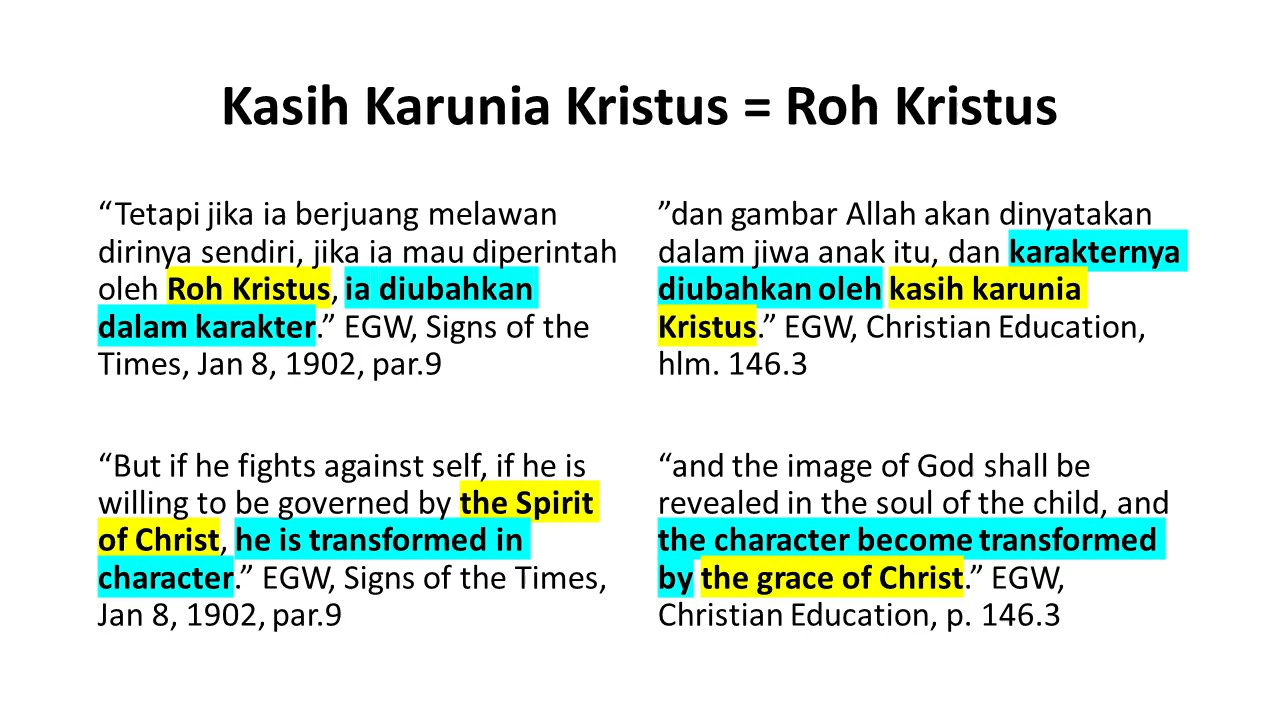 Kasih Karunia Kristus = Roh Kristus
“Tetapi jika ia berjuang melawan
dirinya sendiri, jika ia mau diperintah
oleh Roh Kristus, ia diubahkan
dalam karakter.” EGW, Signs of the
Times, Jan 8, 1902, par.9
“But if he fights against self, if he is
willing to be governed by the Spirit
of Christ, he is transformed in
character.” EGW, Signs of the Times,
Jan 8, 1902, par.9
”dan gambar Allah akan dinyatakan
dalam jiwa anak itu, dan karakternya
diubahkan oleh kasih karunia
Kristus.” EGW, Christian Education,
hlm. 146.3
“and the image of God shall be
revealed in the soul of the child, and
the character become transformed
by the grace of Christ.” EGW,
Christian Education, p. 146.3